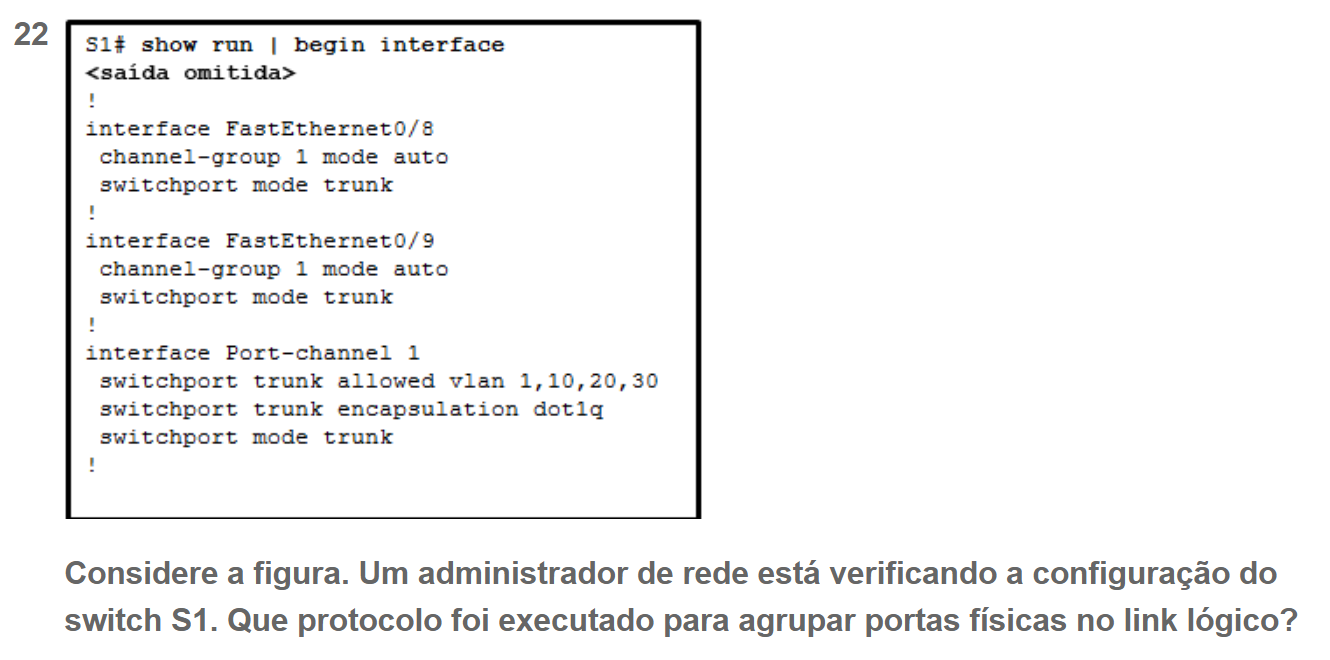 22
S1# show run | begin interface
<saída omitida>
!
interface FastEthernet0/8
channel-group 1 mode auto
switchport mode trunk
!
interface FastEthernet0/9
channel-group 1 mode auto
switchport mode trunk
!
interface Port-channel 1
switchport trunk allowed vlan 1,10,20,30
switchport trunk encapsulation dot1q
switchport mode trunk
!
Considere a figura. Um administrador de rede está verificando a configuração do
switch S1. Que protocolo foi executado para agrupar portas físicas no link lógico?